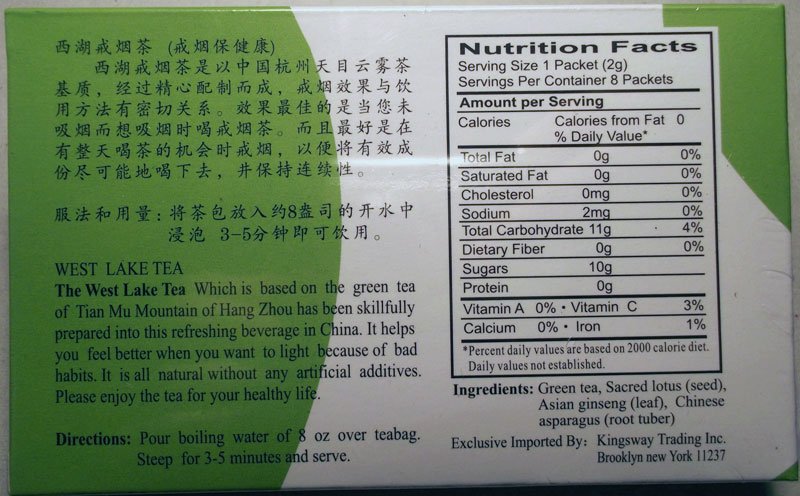 西湖戒烟茶 (戒烟保健康)
西湖戒烟茶是以中国杭州天目云雾茶
基质，经过精心配制而成，戒烟效果与饮
用方法有密切关系。效果最佳的是当您未
吸烟而想吸烟时喝戒烟茶。而且最好是在
有整天喝茶的机会时戒烟，以便将有效成
份尽可能地喝下去，并保持连续性。
服法和用量：将茶包放入约8盎司的开水中
浸泡 3-5分钟即可饮用。
WEST LAKE TEA
The West Lake Tea Which is based on the green tea
of Tian Mu Mountain of Hang Zhou has been skillfully
prepared into this refreshing beverage in China. It helps
you feel better when you want to light because of bad
habits. It is all natural without any artificial additives.
Please enjoy the tea for your healthy life.
Directions: Pour boiling water of 8 oz over teabag.
Steep for 3-5 minutes and serve.
Nutrition Facts
Serving Size 1 Packet (2g)
Servings Per Container 8 Packets
Amount per Serving
Calories Calories from Fat 0
% Daily Value*
Total Fat 0g 0%
Saturated Fat 0g 0%
Cholesterol 0mg 0%
Sodium 2mg 0%
Total Carbohydrate 11g 4%
Dietary Fiber 0g 0%
Sugars 10g
Protein 0g
Vitamin A 0% • Vitamin C 3%
Calcium 0% • Iron 1%
*Percent daily values are based on 2000 calorie diet.
Daily values not established.
Ingredients: Green tea, Sacred lotus (seed),
Asian ginseng (leaf), Chinese
asparagus (root tuber)
Exclusive Imported By: Kingsway Trading Inc.
Brooklyn new York 11237